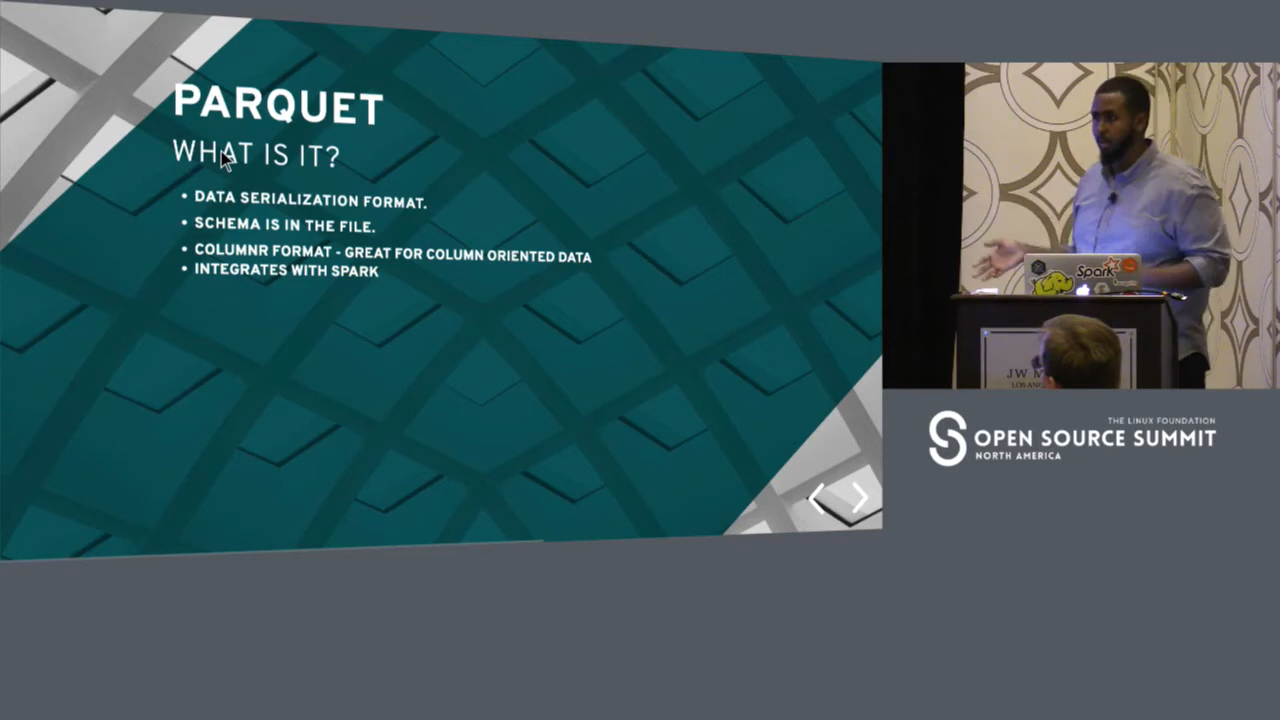 PARQUET
WHAT IS IT?
• DATA SERIALIZATION FORMAT.
• SCHEMA IS IN THE FILE.
• COLUMNR FORMAT - GREAT FOR COLUMN ORIENTED DATA
• INTEGRATES WITH SPARK
Spark
JW M
THE LINUX FOUNDATION
OPEN SOURCE SUMMIT
NORTH AMERICA